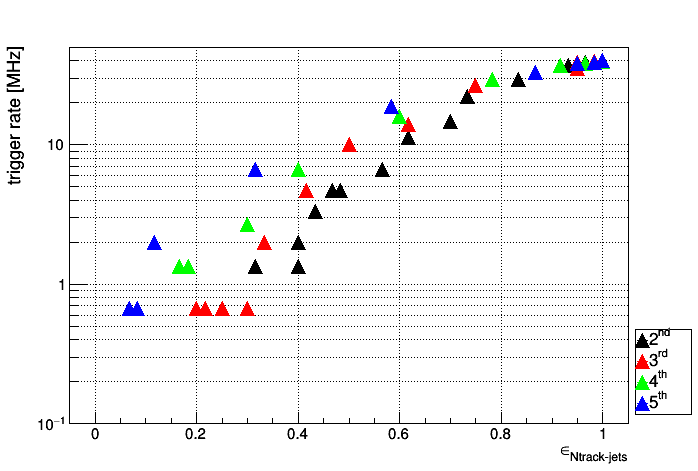 trigger rate [MHz]
10
1
10⁻¹
0 0.2 0.4 0.6 0.8 1
∈Ntrack-jets
2nd
3rd
4th
5th